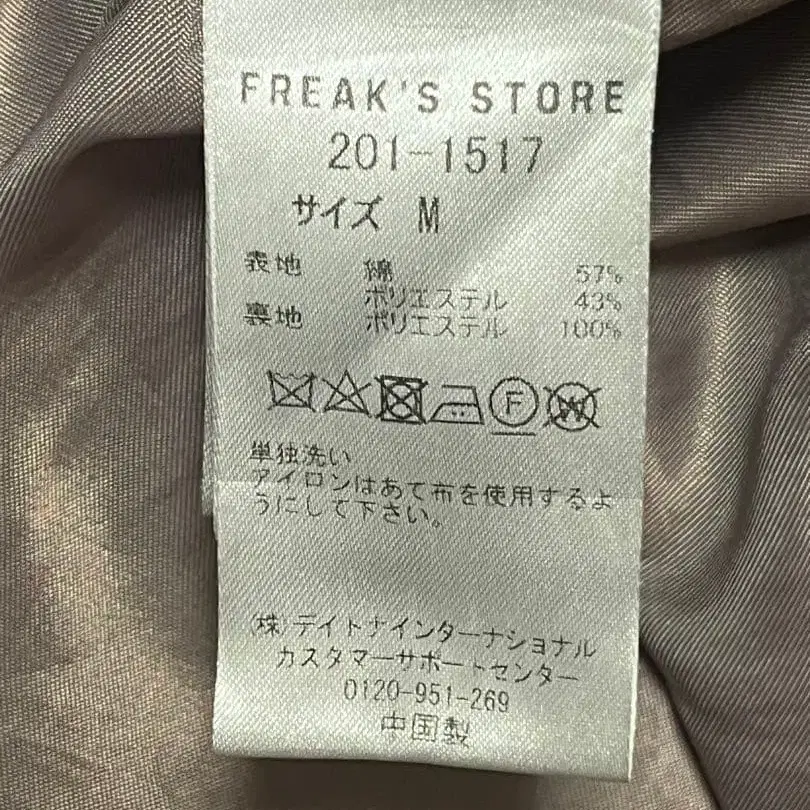 FREAK'S STORE
201-1517
サイズ M
表地 綿 57%
ポリエステル 43%
裏地 ポリエステル 100%
F W
単独洗い
アイロンはあて布を使用するよ
うにして下さい。
(株)デイトナインターナショナル
カスタマーサポートセンター
0120-951-269
中国製